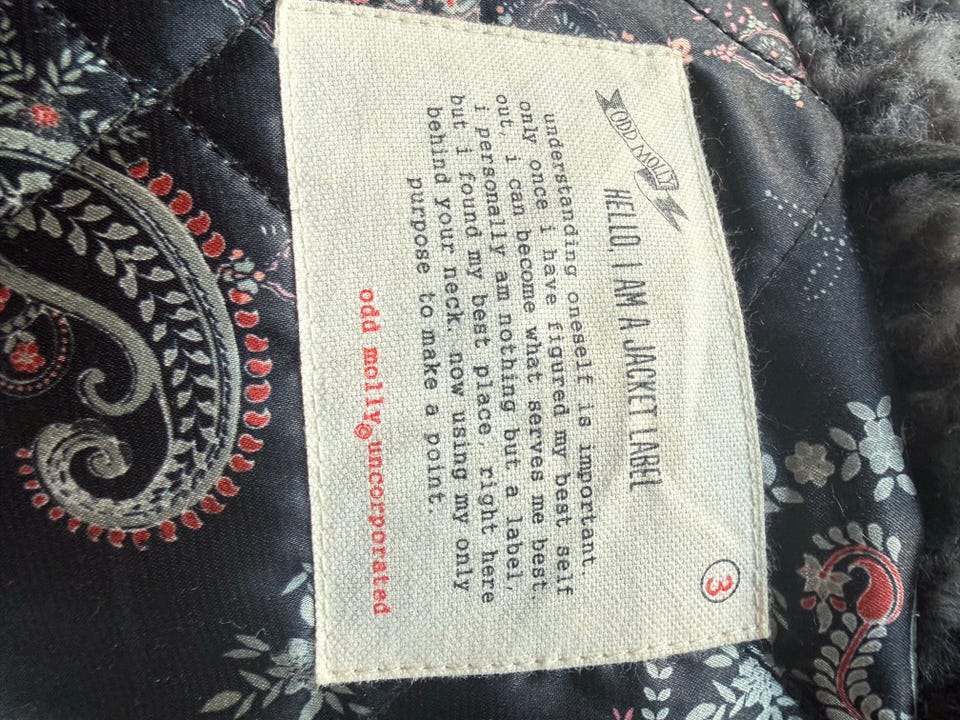 ODD MOLLY
3
HELLO, I AM A JACKET LABEL
understanding oneself is important.
only once i have figured my best self
out, i can become what serves me best.
i personally am nothing but a label,
but i found my best place, right here
behind your neck. now using my only
purpose to make a point.
odd molly@uncorporated